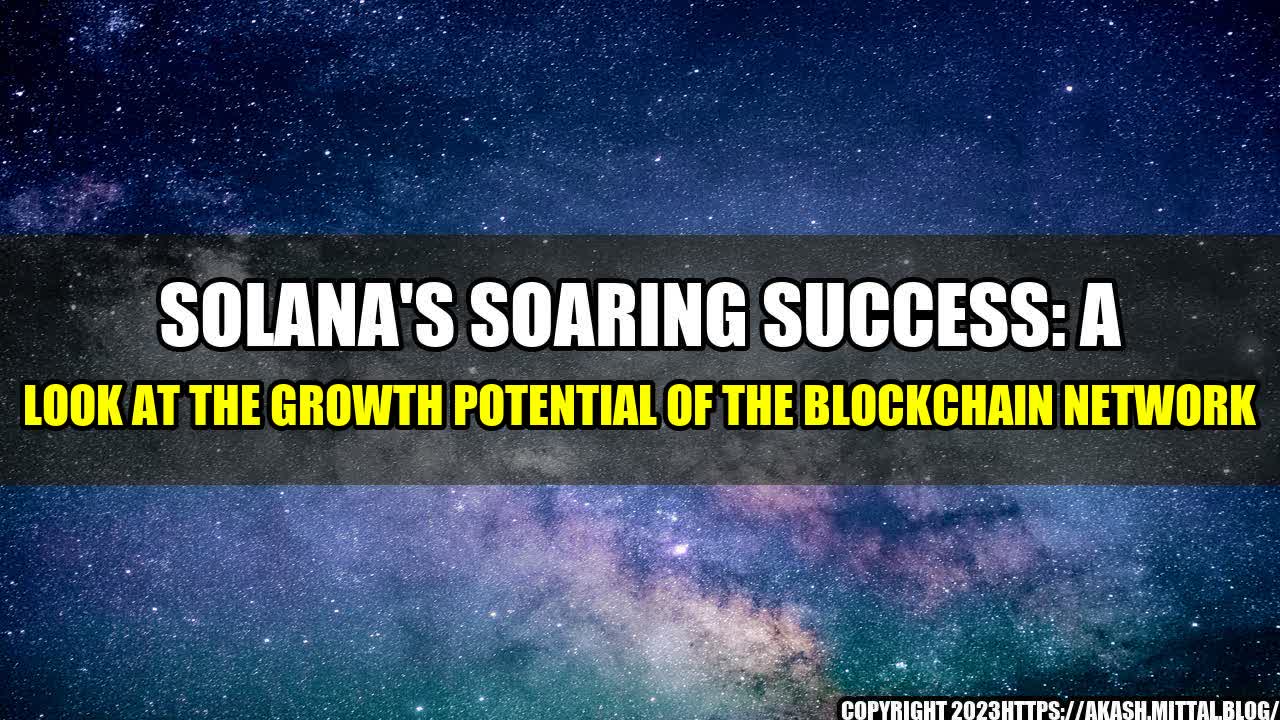 SOLANA'S SOARING SUCCESS: A
LOOK AT THE GROWTH POTENTIAL OF THE BLOCKCHAIN NETWORK
COPYRIGHT 2023HTTPS://AKASH.MITTAL.BLOG/